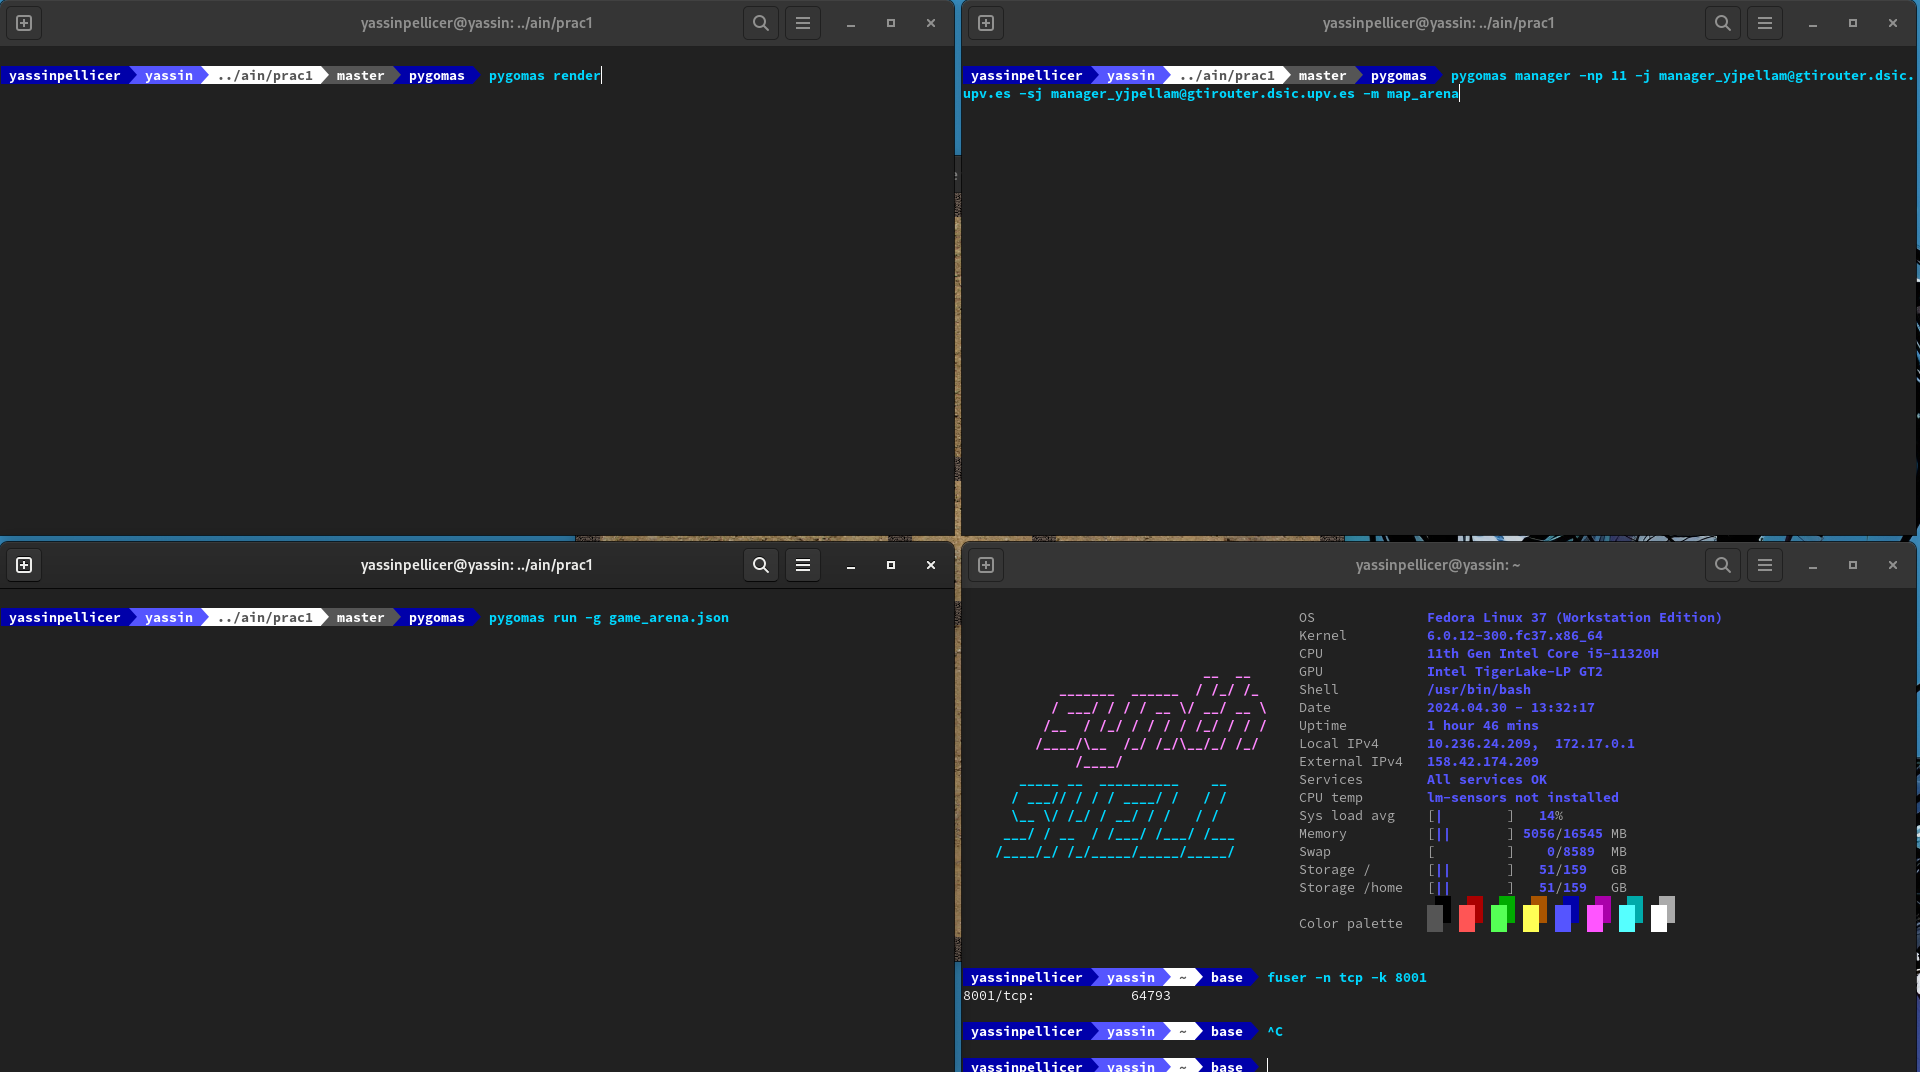 yassinpellicer@yassin: ../ain/prac1
yassinpellicer yassin ../ain/prac1 master pygomas pygomas render
yassinpellicer@yassin: ../ain/prac1
yassinpellicer yassin ../ain/prac1 master pygomas pygomas manager -np 11 -j manager_yjpellam@gtirouter.dsic.
upv.es -sj manager_yjpellam@gtirouter.dsic.upv.es -m map_arena
yassinpellicer@yassin: ../ain/prac1
yassinpellicer yassin ../ain/prac1 master pygomas pygomas run -g game_arena.json
yassinpellicer@yassin: ~
synth
SHELL
OS Fedora Linux 37 (Workstation Edition)
Kernel 6.0.12-300.fc37.x86_64
CPU 11th Gen Intel Core i5-11320H
GPU Intel TigerLake-LP GT2
Shell /usr/bin/bash
Date 2024.04.30 - 13:32:17
Uptime 1 hour 46 mins
Local IPv4 10.236.24.209, 172.17.0.1
External IPv4 158.42.174.209
Services All services OK
CPU temp lm-sensors not installed
Sys load avg [| ] 14%
Memory [|| ] 5056/16545 MB
Swap [ ] 0/8589 MB
Storage / [|| ] 51/159 GB
Storage /home [|| ] 51/159 GB
Color palette
yassinpellicer yassin ~ base fuser -n tcp -k 8001
8001/tcp: 64793
yassinpellicer yassin ~ base ^C
yassinpellicer yassin ~ base